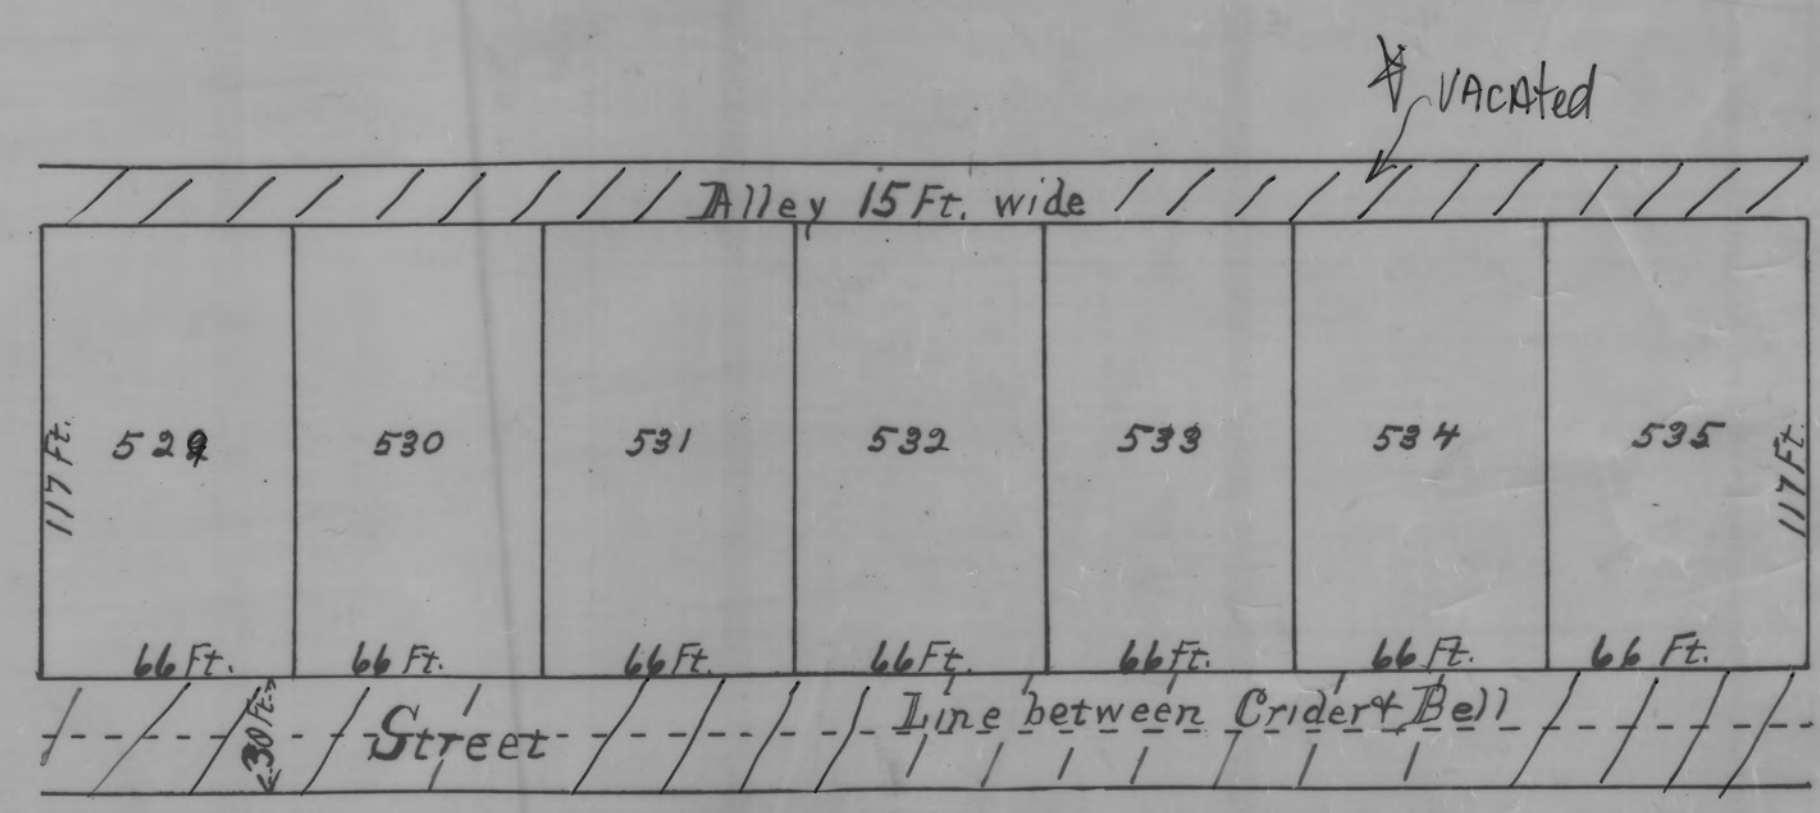 VACAted
Alley 15 Ft. wide
529 530 531 532 533 534 535
117 Ft. 117 Ft.
66 Ft. 66 Ft. 66 Ft. 66 Ft. 66 Ft. 66 Ft. 66 Ft.
30 Ft.
Street
Line between Crider & Bell